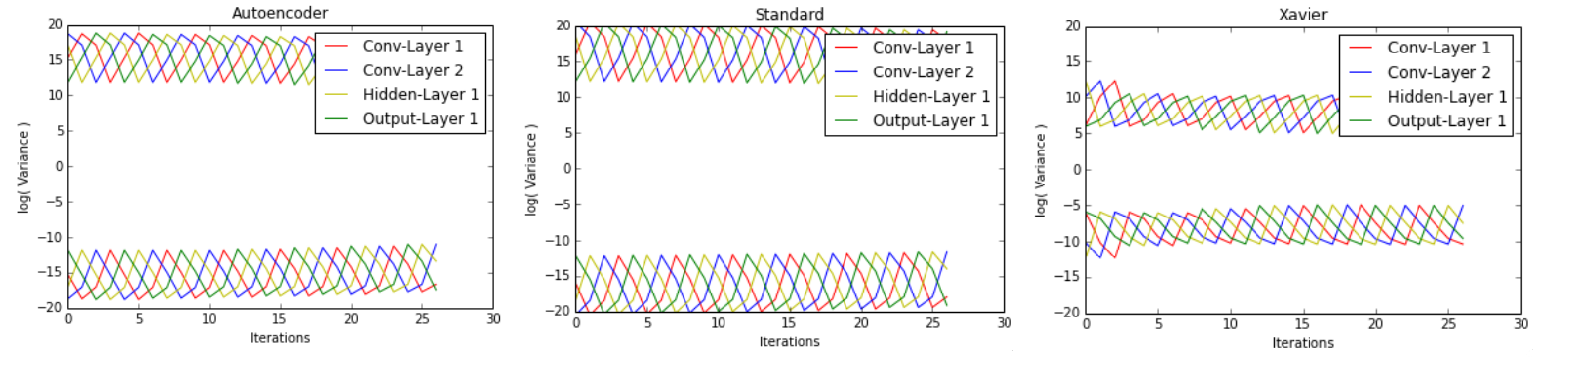 Autoencoder
20
15
10
5
0
−5
−10
−15
−20
log( Variance )
Conv-Layer 1
Conv-Layer 2
Hidden-Layer 1
Output-Layer 1
0 5 10 15 20 25 30
Iterations
Standard
20
15
10
5
0
−5
−10
−15
−20
log( Variance )
Conv-Layer 1
Conv-Layer 2
Hidden-Layer 1
Output-Layer 1
0 5 10 15 20 25 30
Iterations
Xavier
20
15
10
5
0
−5
−10
−15
−20
log( Variance )
Conv-Layer 1
Conv-Layer 2
Hidden-Layer 1
Output-Layer 1
0 5 10 15 20 25 30
Iterations